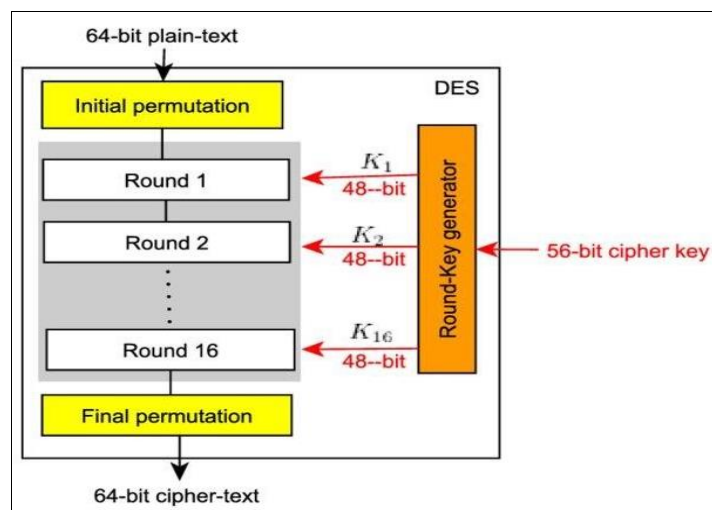 64-bit plain-text
DES
Initial permutation
Round 1
K1
48--bit
Round 2
K2
48--bit
Round-Key generator
56-bit cipher key
Round 16
K16
48--bit
Final permutation
64-bit cipher-text